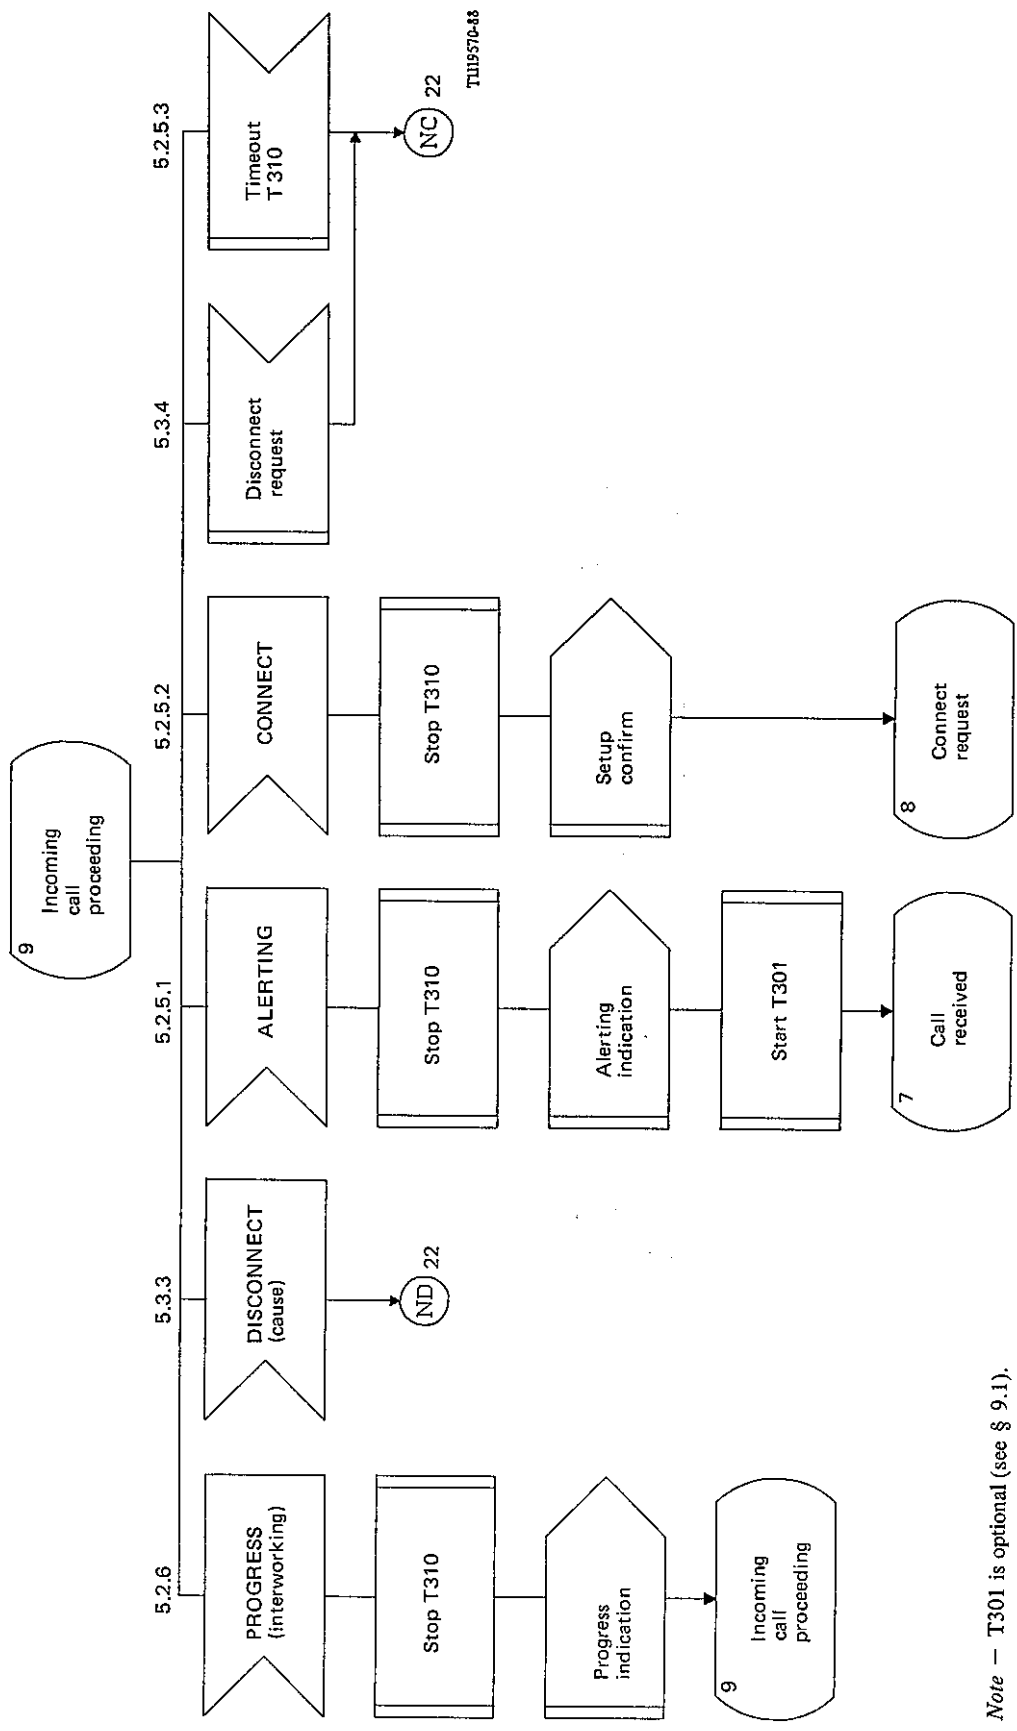 9
Incoming
call
proceeding
5.2.6
5.3.3
5.2.5.1
5.2.5.2
5.3.4
5.2.5.3
PROGRESS
(interworking)
DISCONNECT
(cause)
ALERTING
CONNECT
Disconnect
request
Timeout
T310
Stop T310
ND 22
Stop T310
Stop T310
NC 22
Progress
indication
Alerting
indication
Setup
confirm
T1119570-88
9
Incoming
call
proceeding
Start T301
7
Call
received
8
Connect
request
Note – T301 is optional (see § 9.1).